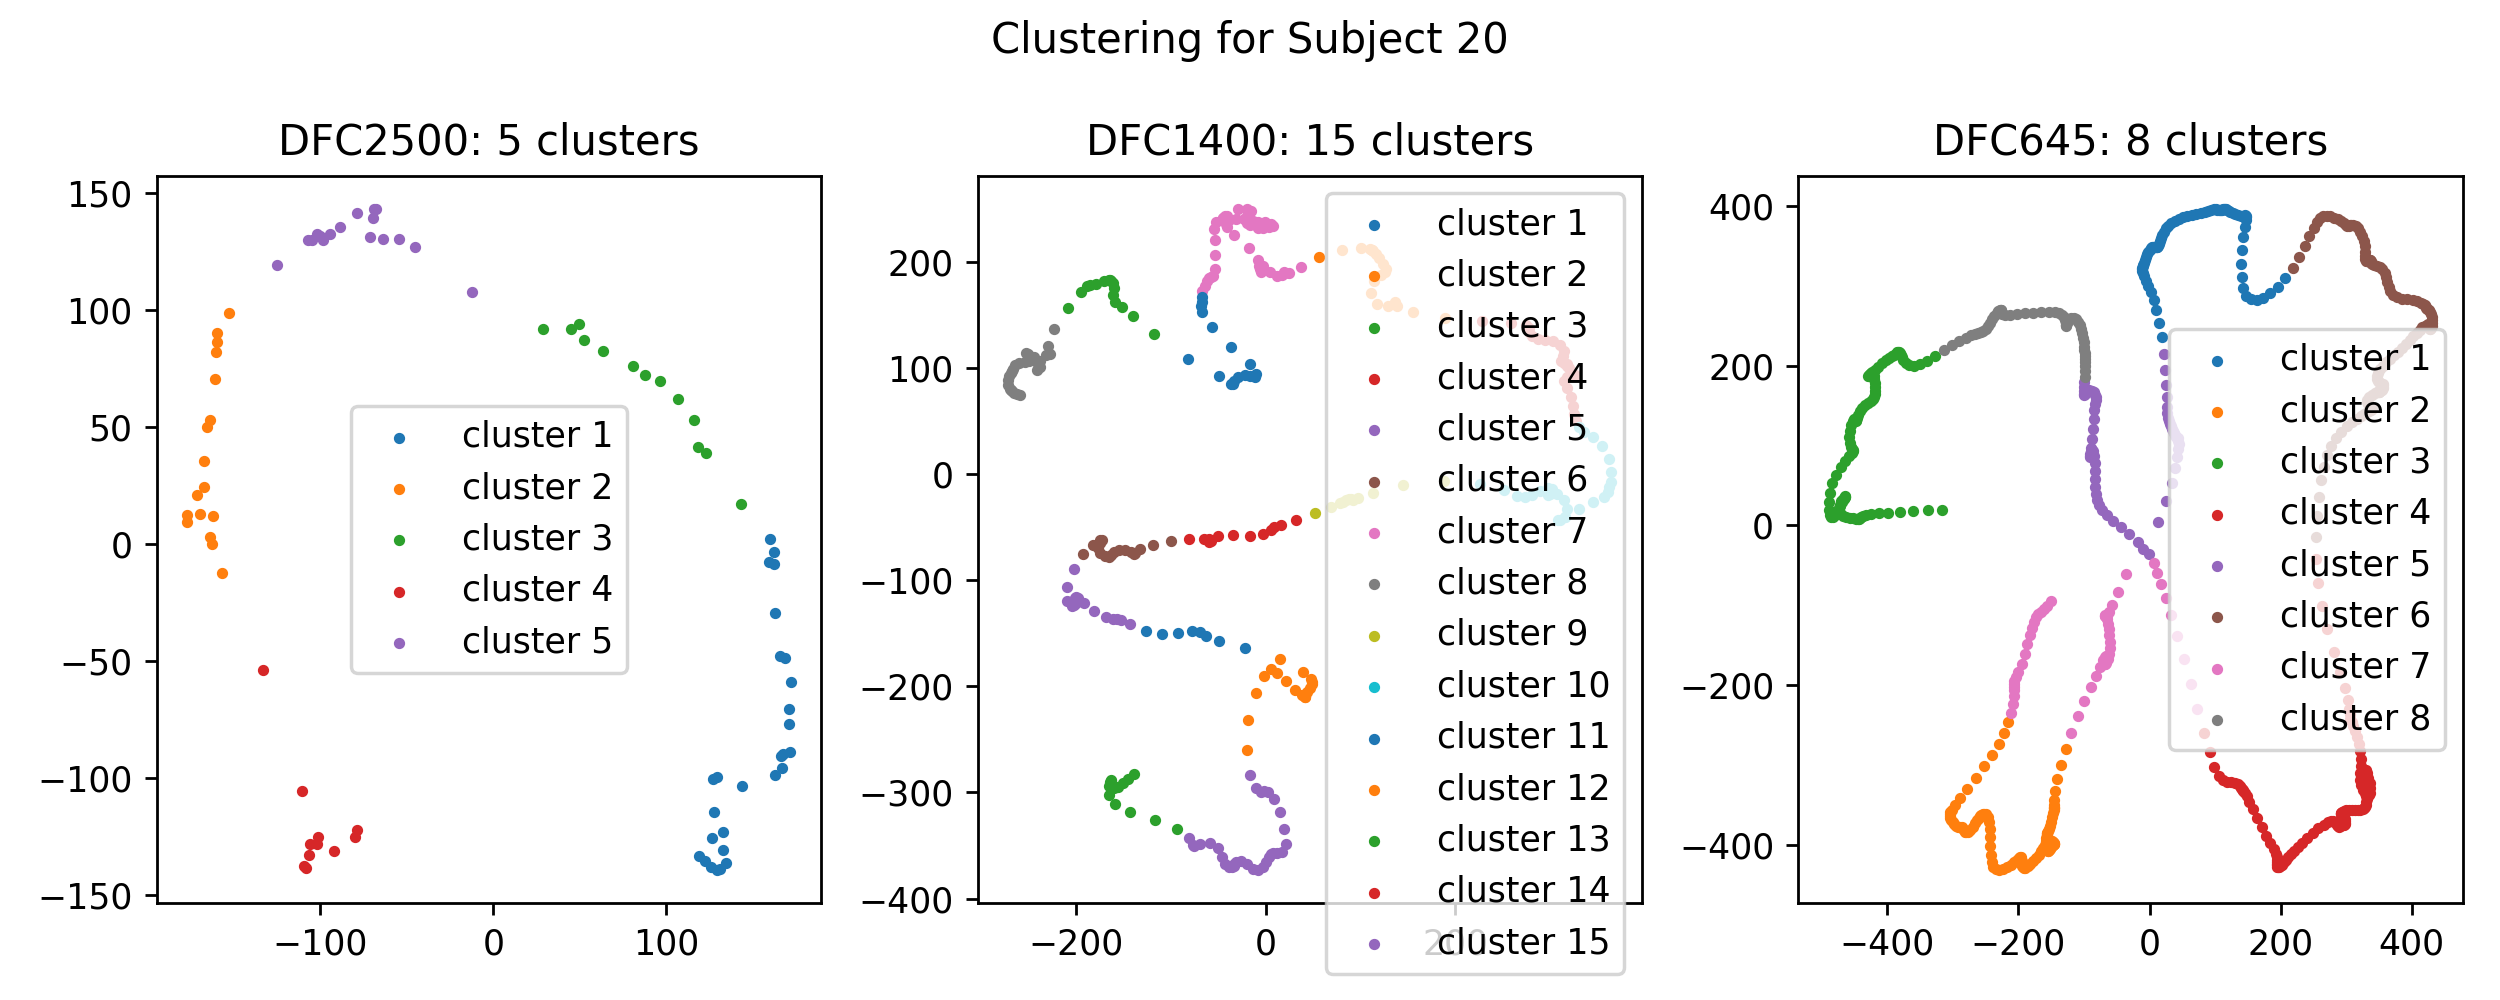 Clustering for Subject 20
DFC2500: 5 clusters
150
100
50
0
−50
−100
−150
−100
0
100
cluster 1
cluster 2
cluster 3
cluster 4
cluster 5
DFC1400: 15 clusters
200
100
0
−100
−200
−300
−400
−200
0
200
cluster 1
cluster 2
cluster 3
cluster 4
cluster 5
cluster 6
cluster 7
cluster 8
cluster 9
cluster 10
cluster 11
cluster 12
cluster 13
cluster 14
cluster 15
DFC645: 8 clusters
400
200
0
−200
−400
−400
−200
0
200
400
cluster 1
cluster 2
cluster 3
cluster 4
cluster 5
cluster 6
cluster 7
cluster 8